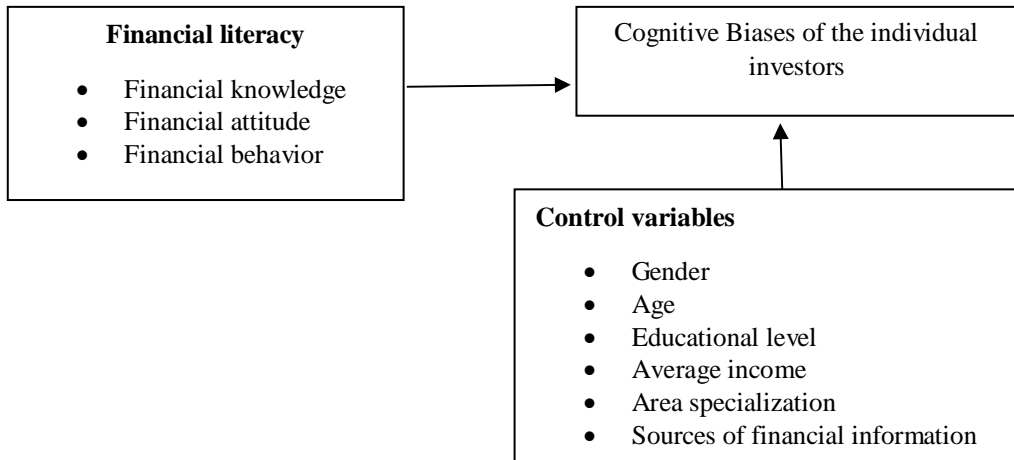 Financial literacy
• Financial knowledge
• Financial attitude
• Financial behavior
Cognitive Biases of the individual
investors
Control variables
• Gender
• Age
• Educational level
• Average income
• Area specialization
• Sources of financial information